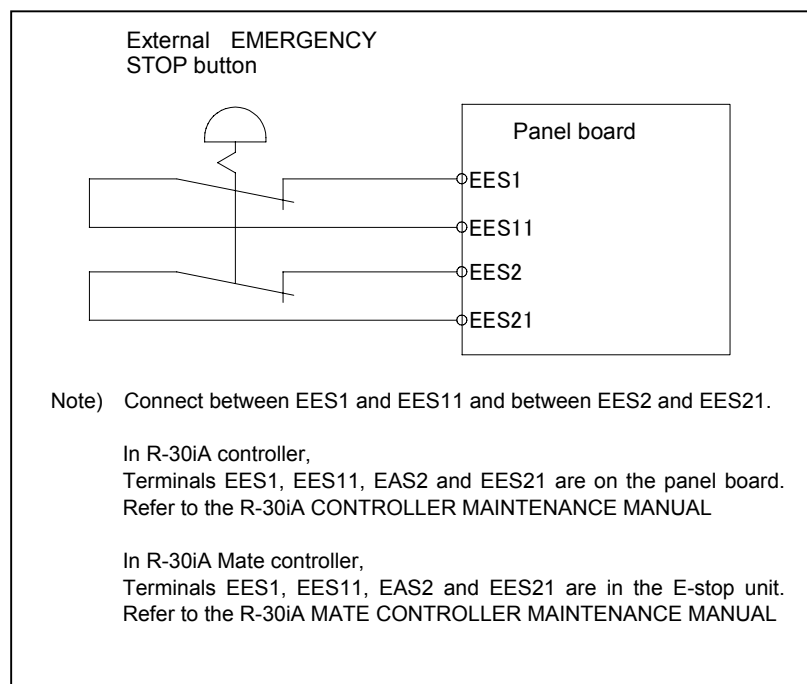 External EMERGENCY
STOP button
Panel board
EES1
EES11
EES2
EES21
Note) Connect between EES1 and EES11 and between EES2 and EES21.
In R-30iA controller,
Terminals EES1, EES11, EAS2 and EES21 are on the panel board.
Refer to the R-30iA CONTROLLER MAINTENANCE MANUAL
In R-30iA Mate controller,
Terminals EES1, EES11, EAS2 and EES21 are in the E-stop unit.
Refer to the R-30iA MATE CONTROLLER MAINTENANCE MANUAL